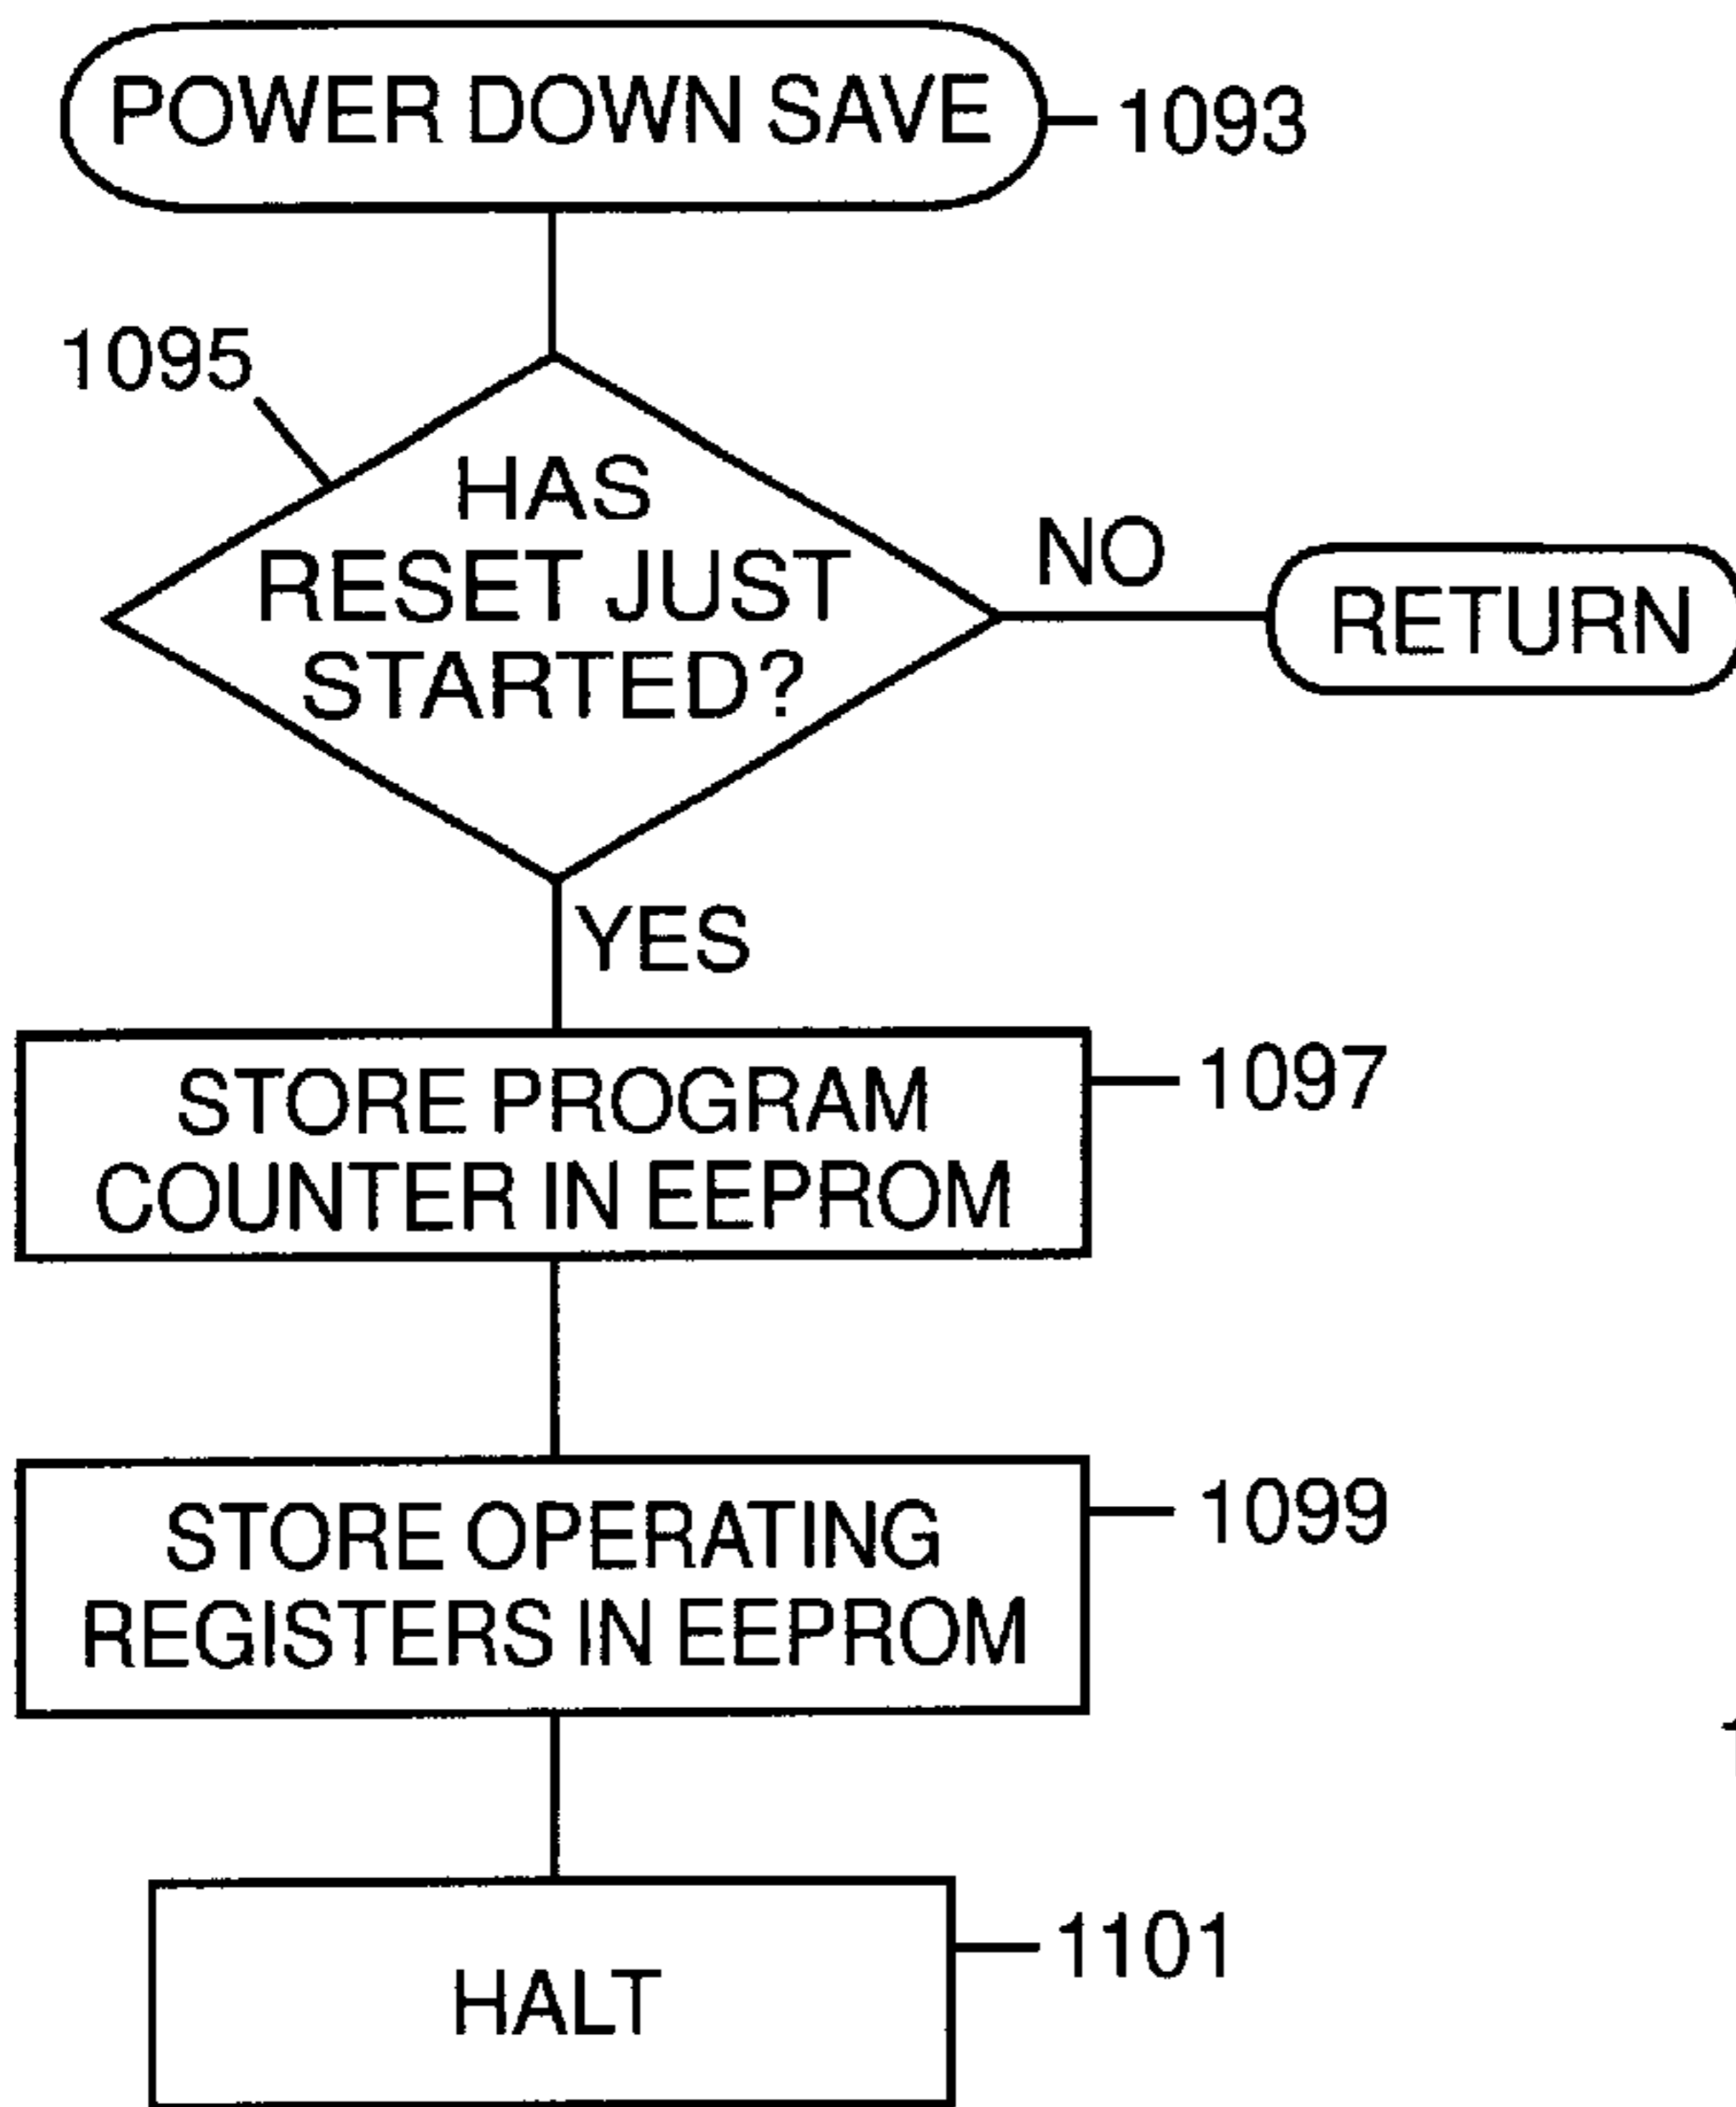 POWER DOWN SAVE
1093
1095
HAS
RESET JUST
STARTED?
NO
RETURN
YES
STORE PROGRAM
COUNTER IN EEPROM
1097
STORE OPERATING
REGISTERS IN EEPROM
1099
HALT
1101